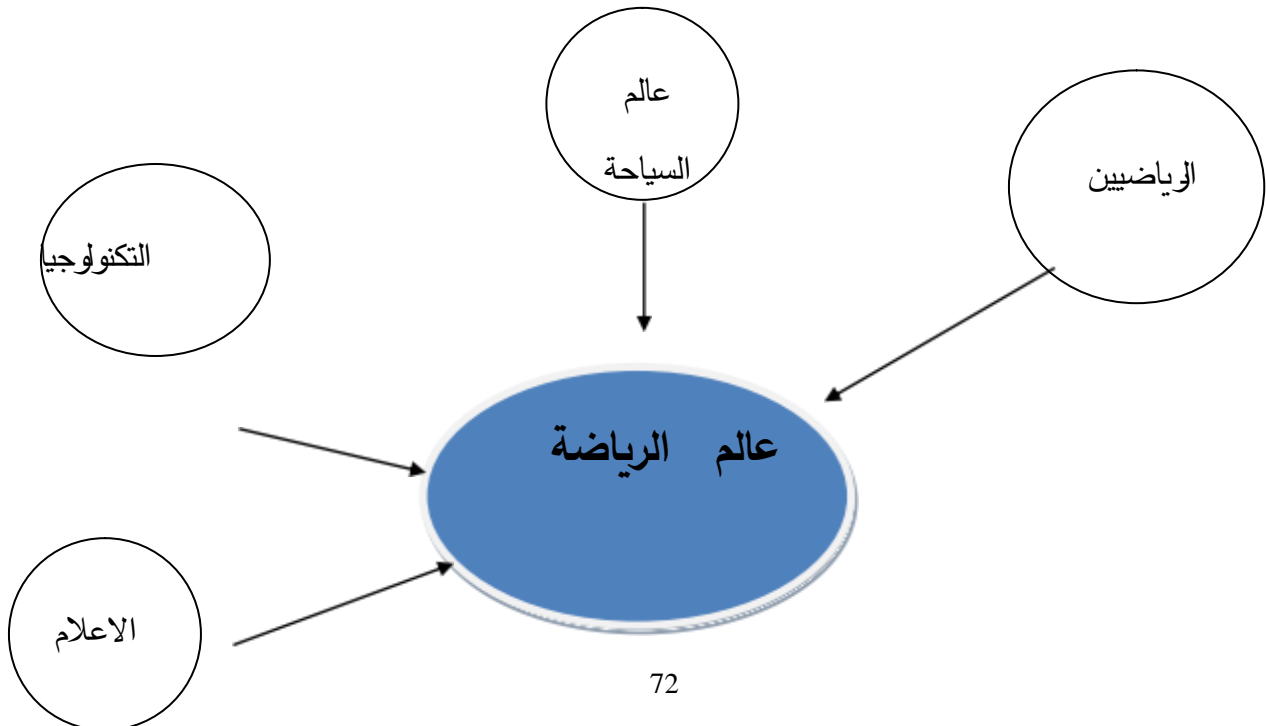 عالم
السياحة
الرياضيين
التكنولوجيا
عالم الرياضة
الاعلام
72